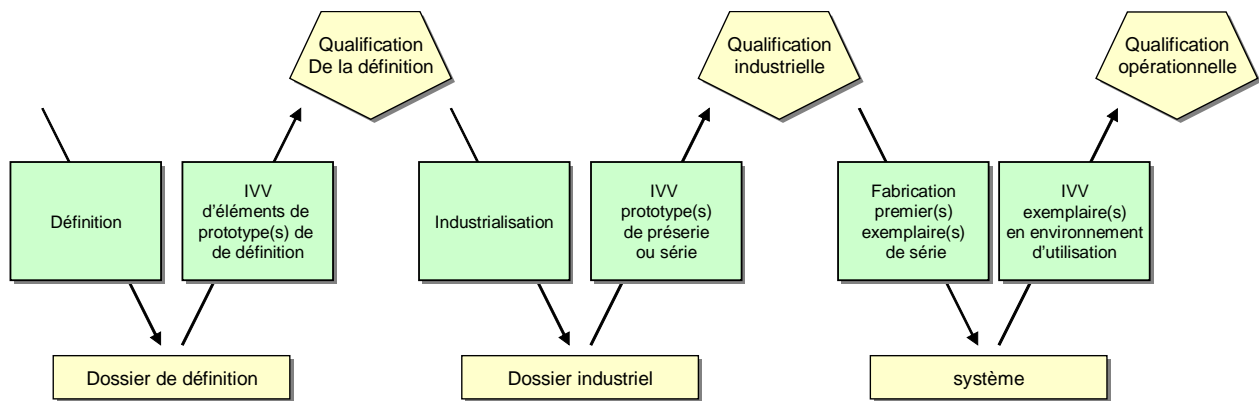 Qualification
De la définition
Qualification
industrielle
Qualification
opérationnelle
Définition
IVV
d'éléments de
prototype(s) de
de définition
Industrialisation
IVV
prototype(s)
de préserie
ou série
Fabrication
premier(s)
exemplaire(s)
de série
IVV
exemplaire(s)
en environnement
d'utilisation
Dossier de définition
Dossier industriel
système